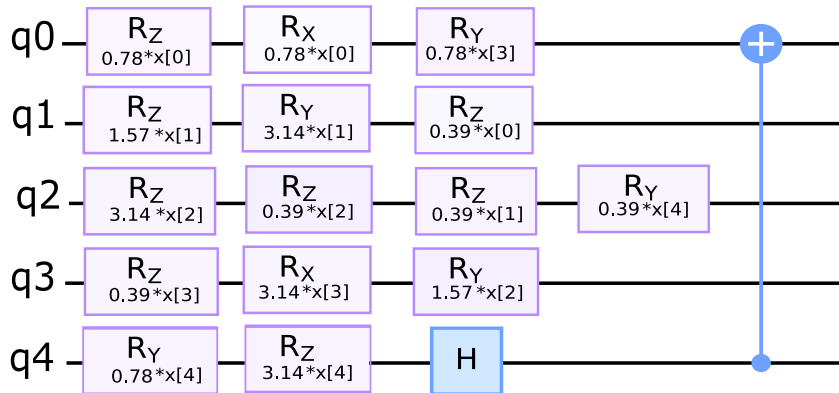 q0 R_Z 0.78*x[0] R_X 0.78*x[0] R_Y 0.78*x[3]
q1 R_Z 1.57*x[1] R_Y 3.14*x[1] R_Z 0.39*x[0]
q2 R_Z 3.14*x[2] R_Z 0.39*x[2] R_Z 0.39*x[1] R_Y 0.39*x[4]
q3 R_Z 0.39*x[3] R_X 3.14*x[3] R_Y 1.57*x[2]
q4 R_Y 0.78*x[4] R_Z 3.14*x[4] H